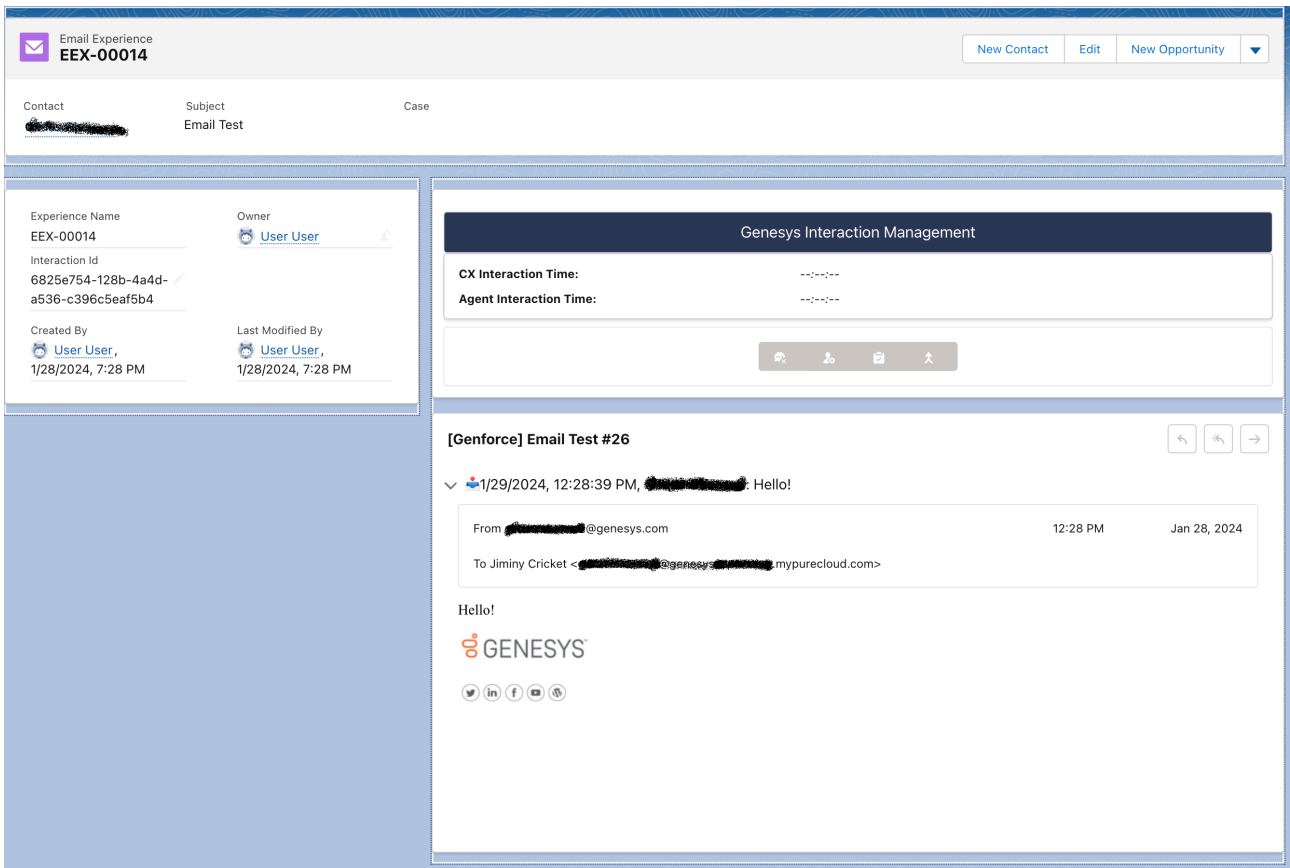 Email Experience
EEX-00014
New Contact
Edit
New Opportunity
Contact
Subject
Case
Email Test
Experience Name
Owner
EEX-00014
User User
Interaction Id
6825e754-128b-4a4d-
a536-c396c5eaf5b4
Created By
Last Modified By
User User,
User User,
1/28/2024, 7:28 PM
1/28/2024, 7:28 PM
Genesys Interaction Management
CX Interaction Time:
--:--:--
Agent Interaction Time:
--:--:--
[Genforce] Email Test #26
1/29/2024, 12:28:39 PM, : Hello!
From @genesys.com
12:28 PM
Jan 28, 2024
To Jiminy Cricket < @genesys .mypurecloud.com>
Hello!
GENESYS™